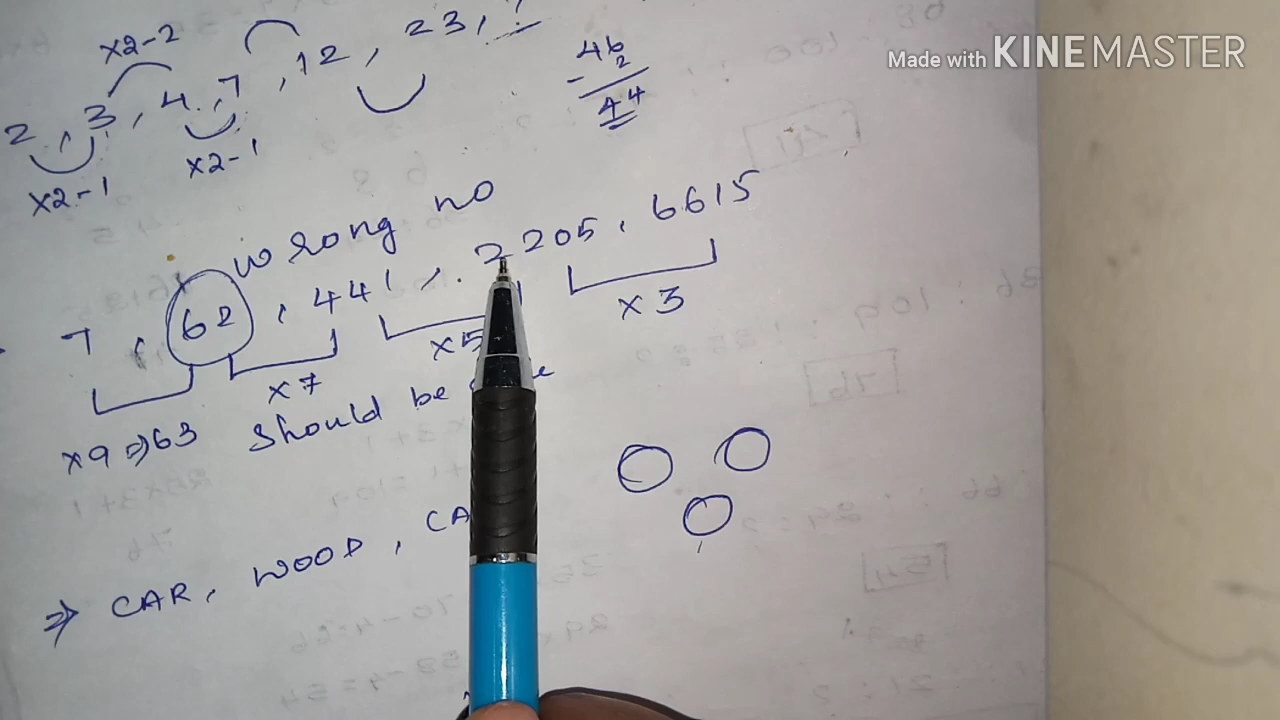 Made with KINEMASTER
x2-2
2, 3, 4, 7, 12, 23, ?
x2-1 x2-1
46
- 2
44
wrong no
7, 62, 441, 2205, 6615
x7 x5 x3
x9⇒63 should be
⇒ CAR, WOOD,